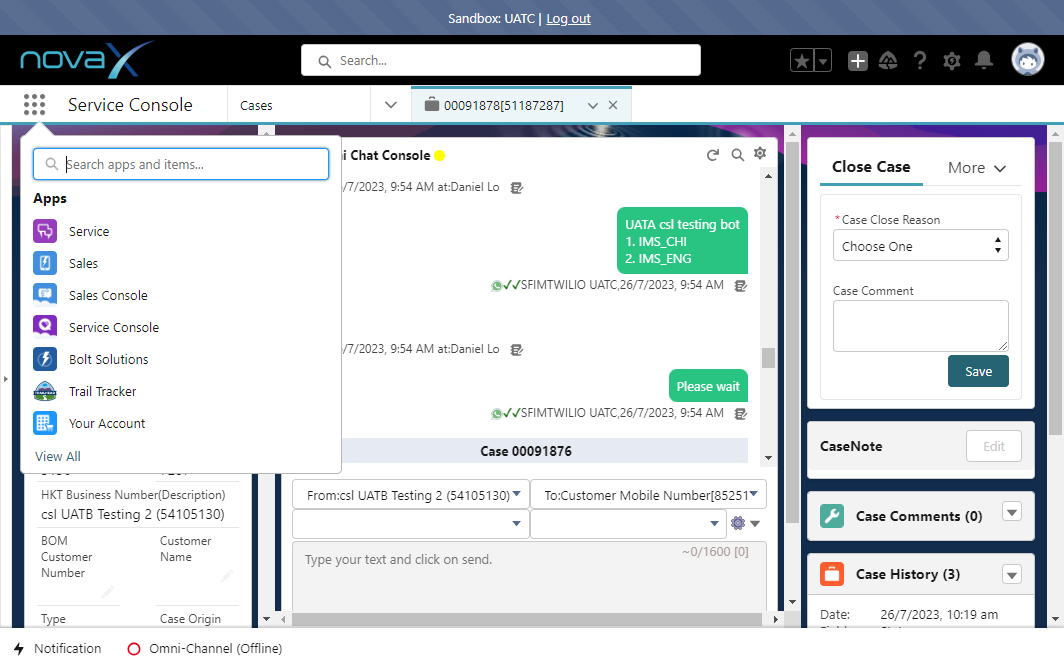 Sandbox: UATC | Log out
novaX
Search...
Service Console
Cases
00091878[51187287]
Search apps and items...
Apps
Service
Sales
Sales Console
Service Console
Bolt Solutions
Trail Tracker
Your Account
View All
HKT Business Number(Description)
csl UATB Testing 2 (54105130)
BOM
Customer
Number
Customer
Name
Type
Case Origin
Chat Console
/7/2023, 9:54 AM at:Daniel Lo
UATA csl testing bot
1. IMS_CHI
2. IMS_ENG
SFIMTWILIO UATC,26/7/2023, 9:54 AM
/7/2023, 9:54 AM at:Daniel Lo
Please wait
SFIMTWILIO UATC,26/7/2023, 9:54 AM
Case 00091876
From:csl UATB Testing 2 (54105130)
To:Customer Mobile Number[85251
Type your text and click on send.
~0/1600 [0]
Close Case
More
*Case Close Reason
Choose One
Case Comment
Save
CaseNote
Edit
Case Comments (0)
Case History (3)
Date:
26/7/2023, 10:19 am
Notification
Omni-Channel (Offline)